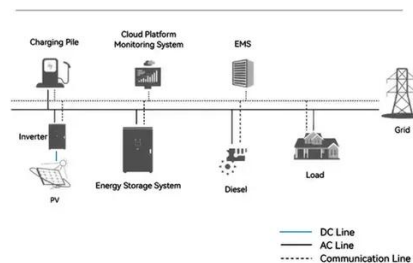 Charging Pile
Cloud Platform
Monitoring System
EMS
Grid
Inverter
PV
Energy Storage System
Diesel
Load
DC Line
AC Line
Communication Line